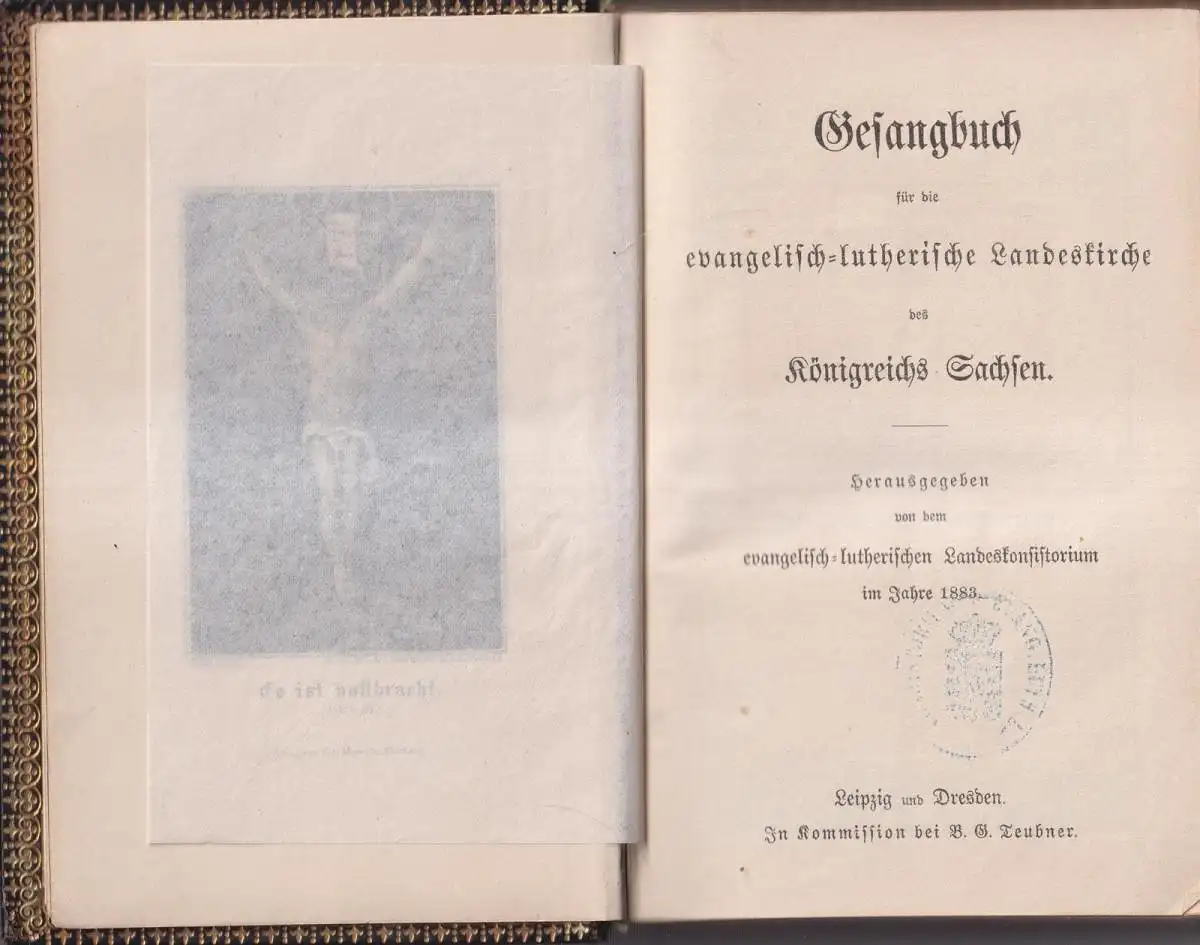 Es ist vollbracht.
Gesangbuch
für die
evangelisch-lutherische Landeskirche
des
Königreichs Sachsen.
Herausgegeben
von dem
evangelisch-lutherischen Landeskonsistorium
im Jahre 1883.
Leipzig und Dresden.
In Kommission bei B. G. Teubner.